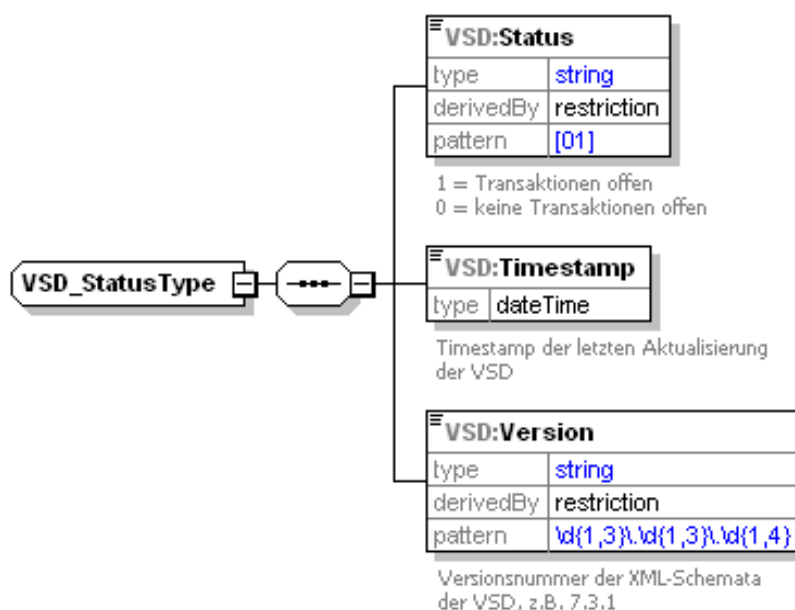 VSD:Status
type string
derivedBy restriction
pattern [01]
1 = Transaktionen offen
0 = keine Transaktionen offen
VSD_StatusType
VSD:Timestamp
type dateTime
Timestamp der letzten Aktualisierung
der VSD
VSD:Version
type string
derivedBy restriction
pattern \d{1,3}\.\d{1,3}\.\d{1,4}
Versionsnummer der XML-Schemata
der VSD, z.B. 7.3.1